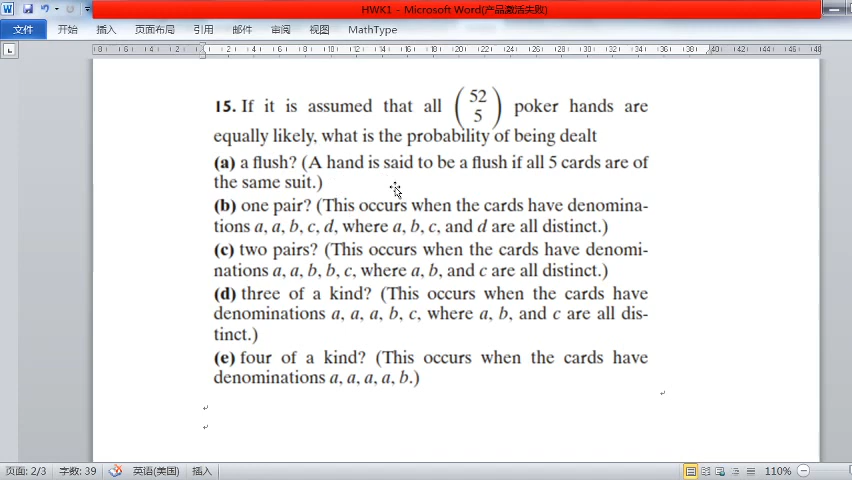 HWK1 - Microsoft Word(产品激活失败)
文件 开始 插入 页面布局 引用 邮件 审阅 视图 MathType
15. If it is assumed that all (52 5) poker hands are
equally likely, what is the probability of being dealt
(a) a flush? (A hand is said to be a flush if all 5 cards are of
the same suit.)
(b) one pair? (This occurs when the cards have denomina-
tions a, a, b, c, d, where a, b, c, and d are all distinct.)
(c) two pairs? (This occurs when the cards have denomi-
nations a, a, b, b, c, where a, b, and c are all distinct.)
(d) three of a kind? (This occurs when the cards have
denominations a, a, a, b, c, where a, b, and c are all dis-
tinct.)
(e) four of a kind? (This occurs when the cards have
denominations a, a, a, a, b.)
页面: 2/3 字数: 39 英语(美国) 插入 110%